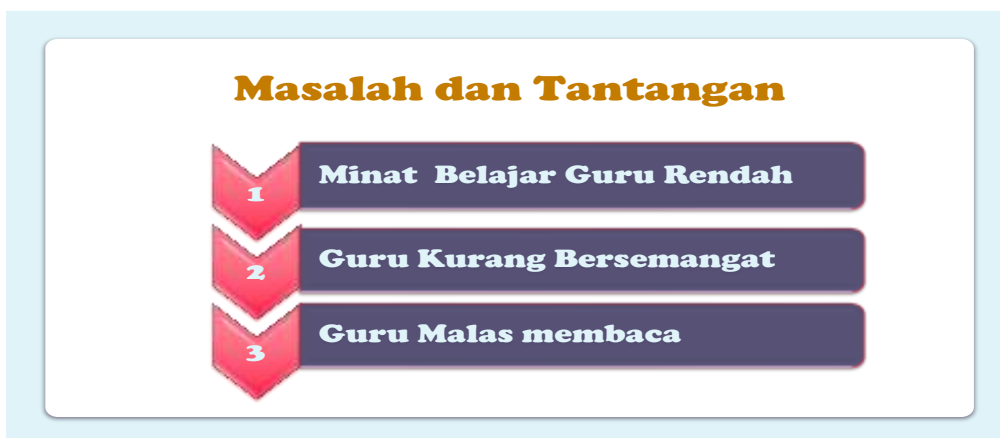 Masalah dan Tantangan
1 Minat Belajar Guru Rendah
2 Guru Kurang Bersemangat
3 Guru Malas membaca